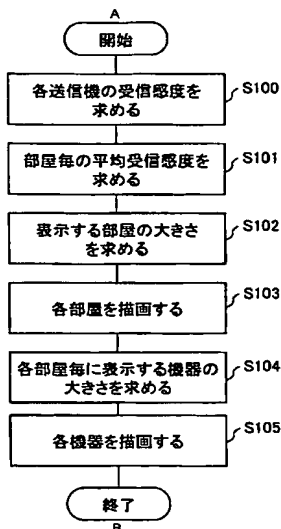 A
開始
各送信機の受信感度を
求める
S100
部屋毎の平均受信感度を
求める
S101
表示する部屋の大きさ
を求める
S102
各部屋を描画する
S103
各部屋毎に表示する機器の
大きさを求める
S104
各機器を描画する
S105
終了
B